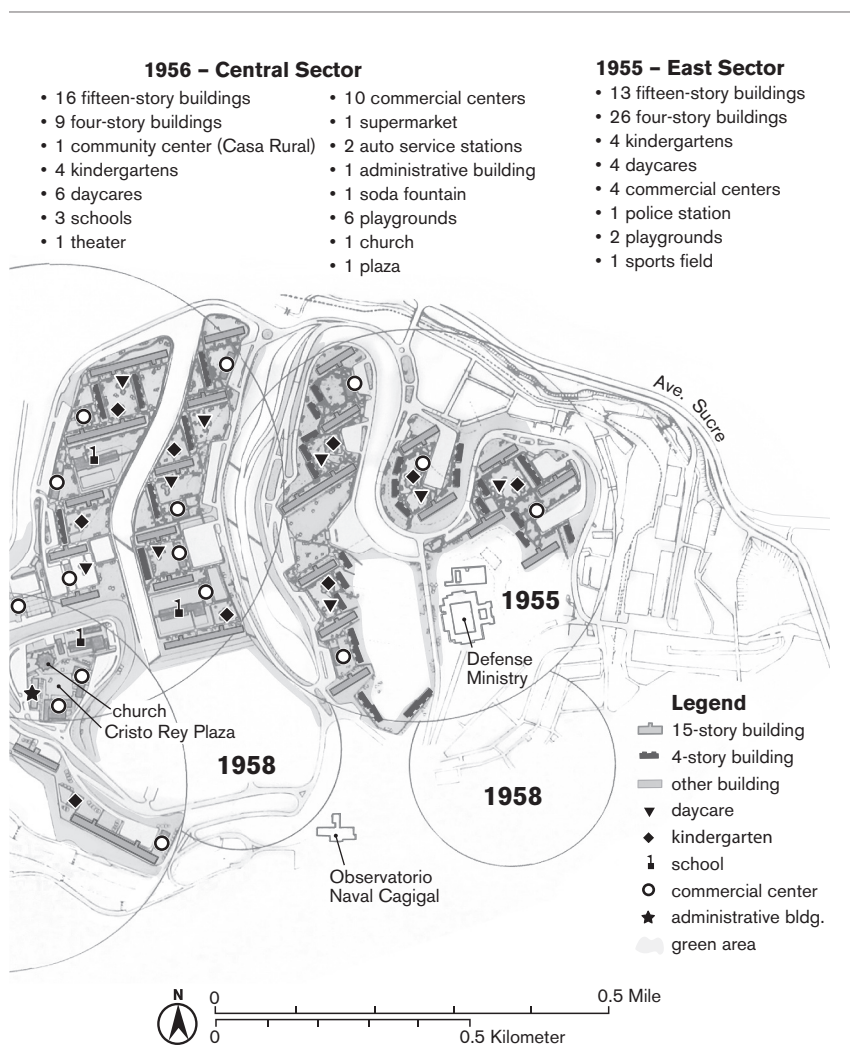 1956 – Central Sector
• 16 fifteen-story buildings
• 9 four-story buildings
• 1 community center (Casa Rural)
• 4 kindergartens
• 6 daycares
• 3 schools
• 1 theater
• 10 commercial centers
• 1 supermarket
• 2 auto service stations
• 1 administrative building
• 1 soda fountain
• 6 playgrounds
• 1 church
• 1 plaza
1955 – East Sector
• 13 fifteen-story buildings
• 26 four-story buildings
• 4 kindergartens
• 4 daycares
• 4 commercial centers
• 1 police station
• 2 playgrounds
• 1 sports field
Ave. Sucre
1
1
1
1955
Defense
Ministry
church
Cristo Rey Plaza
1958
1958
Observatorio
Naval Cagigal
Legend
15-story building
4-story building
other building
daycare
kindergarten
1
school
commercial center
administrative bldg.
green area
N
0
0.5 Mile
0
0.5 Kilometer